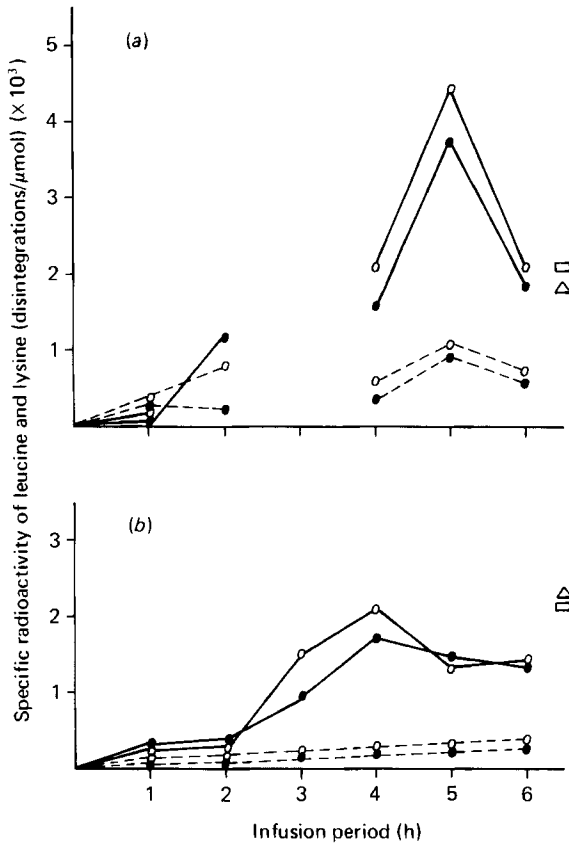 (a)
5
4
3
2
1
Specific radioactivity of leucine and lysine (disintegrations/μmol) (× 10³)
(b)
3
2
1
1 2 3 4 5 6
Infusion period (h)